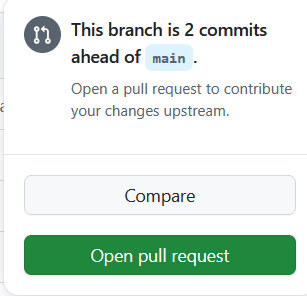 This branch is 2 commits
ahead of main.
Open a pull request to contribute
your changes upstream.
Compare
Open pull request